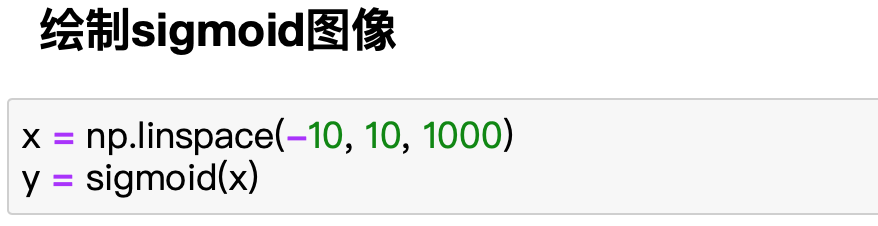 绘制sigmoid图像
x = np.linspace(-10, 10, 1000)
y = sigmoid(x)